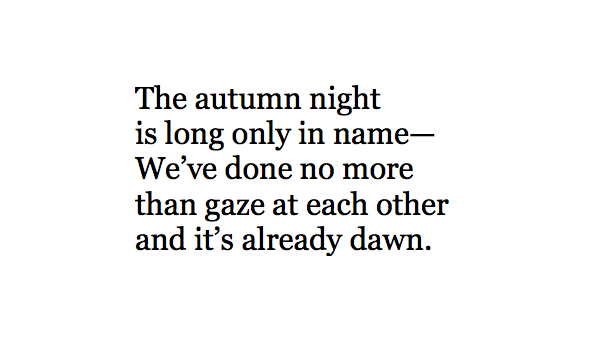 The autumn night
is long only in name—
We’ve done no more
than gaze at each other
and it’s already dawn.